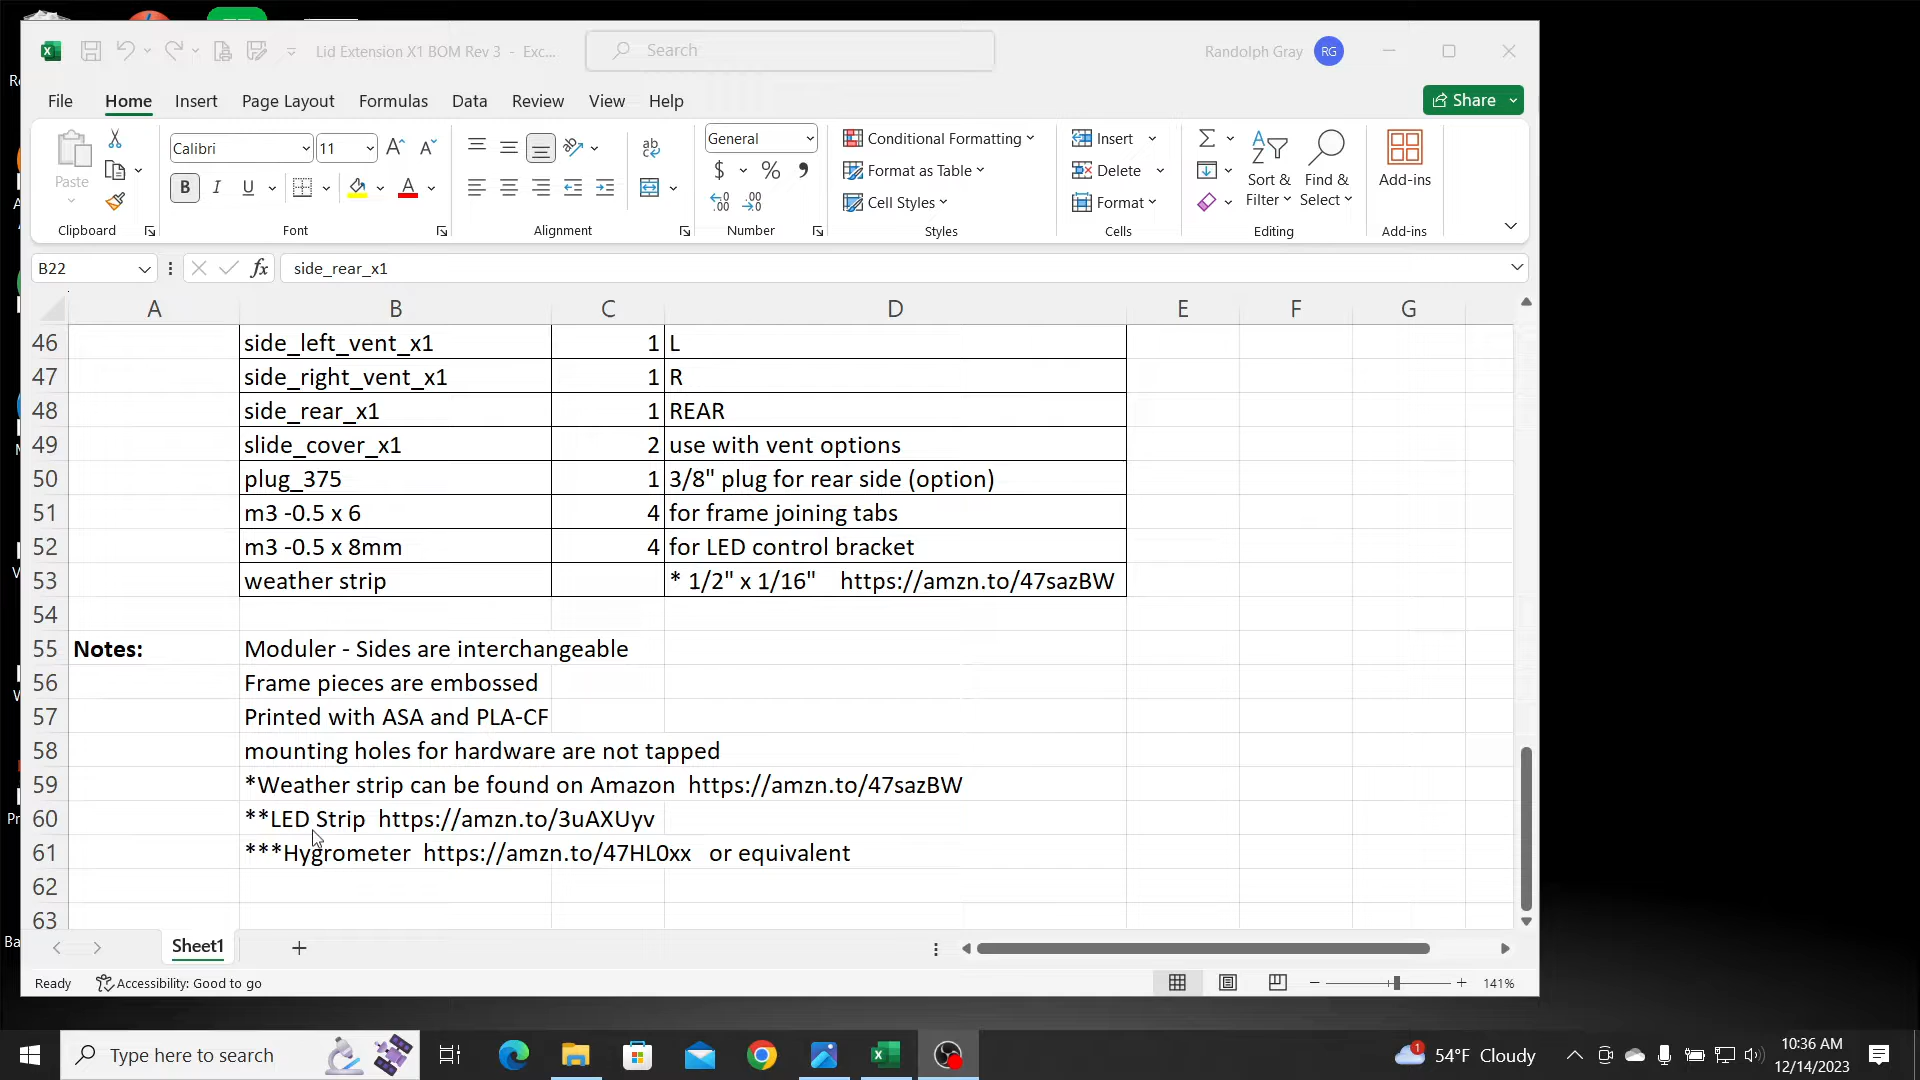 Lid Extension X1 BOM Rev 3 - Exc...
Search
Randolph Gray
RG
File
Home
Insert
Page Layout
Formulas
Data
Review
View
Help
Share
Paste
Clipboard
Calibri
11
B I U
Font
Alignment
General
Number
Conditional Formatting
Format as Table
Cell Styles
Styles
Insert
Delete
Format
Cells
Sort & Filter
Find & Select
Editing
Add-ins
Add-ins
B22
fx
side_rear_x1
A B C D E F G
46 side_left_vent_x1 1 L
47 side_right_vent_x1 1 R
48 side_rear_x1 1 REAR
49 slide_cover_x1 2 use with vent options
50 plug_375 1 3/8" plug for rear side (option)
51 m3 -0.5 x 6 4 for frame joining tabs
52 m3 -0.5 x 8mm 4 for LED control bracket
53 weather strip * 1/2" x 1/16" https://amzn.to/47sazBW
54
55 Notes: Moduler - Sides are interchangeable
56 Frame pieces are embossed
57 Printed with ASA and PLA-CF
58 mounting holes for hardware are not tapped
59 *Weather strip can be found on Amazon https://amzn.to/47sazBW
60 **LED Strip https://amzn.to/3uAXUyv
61 ***Hygrometer https://amzn.to/47HL0xx or equivalent
62
63
Sheet1
Ready
Accessibility: Good to go
141%
Type here to search
1
54°F Cloudy
10:36 AM
12/14/2023